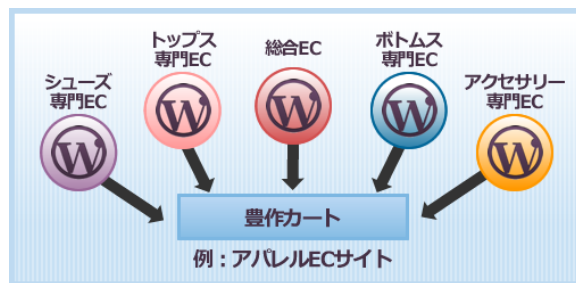 シューズ
専門EC
トップス
専門EC
総合EC
ボトムス
専門EC
アクセサリー
専門EC
豊作カート
例：アパレルECサイト